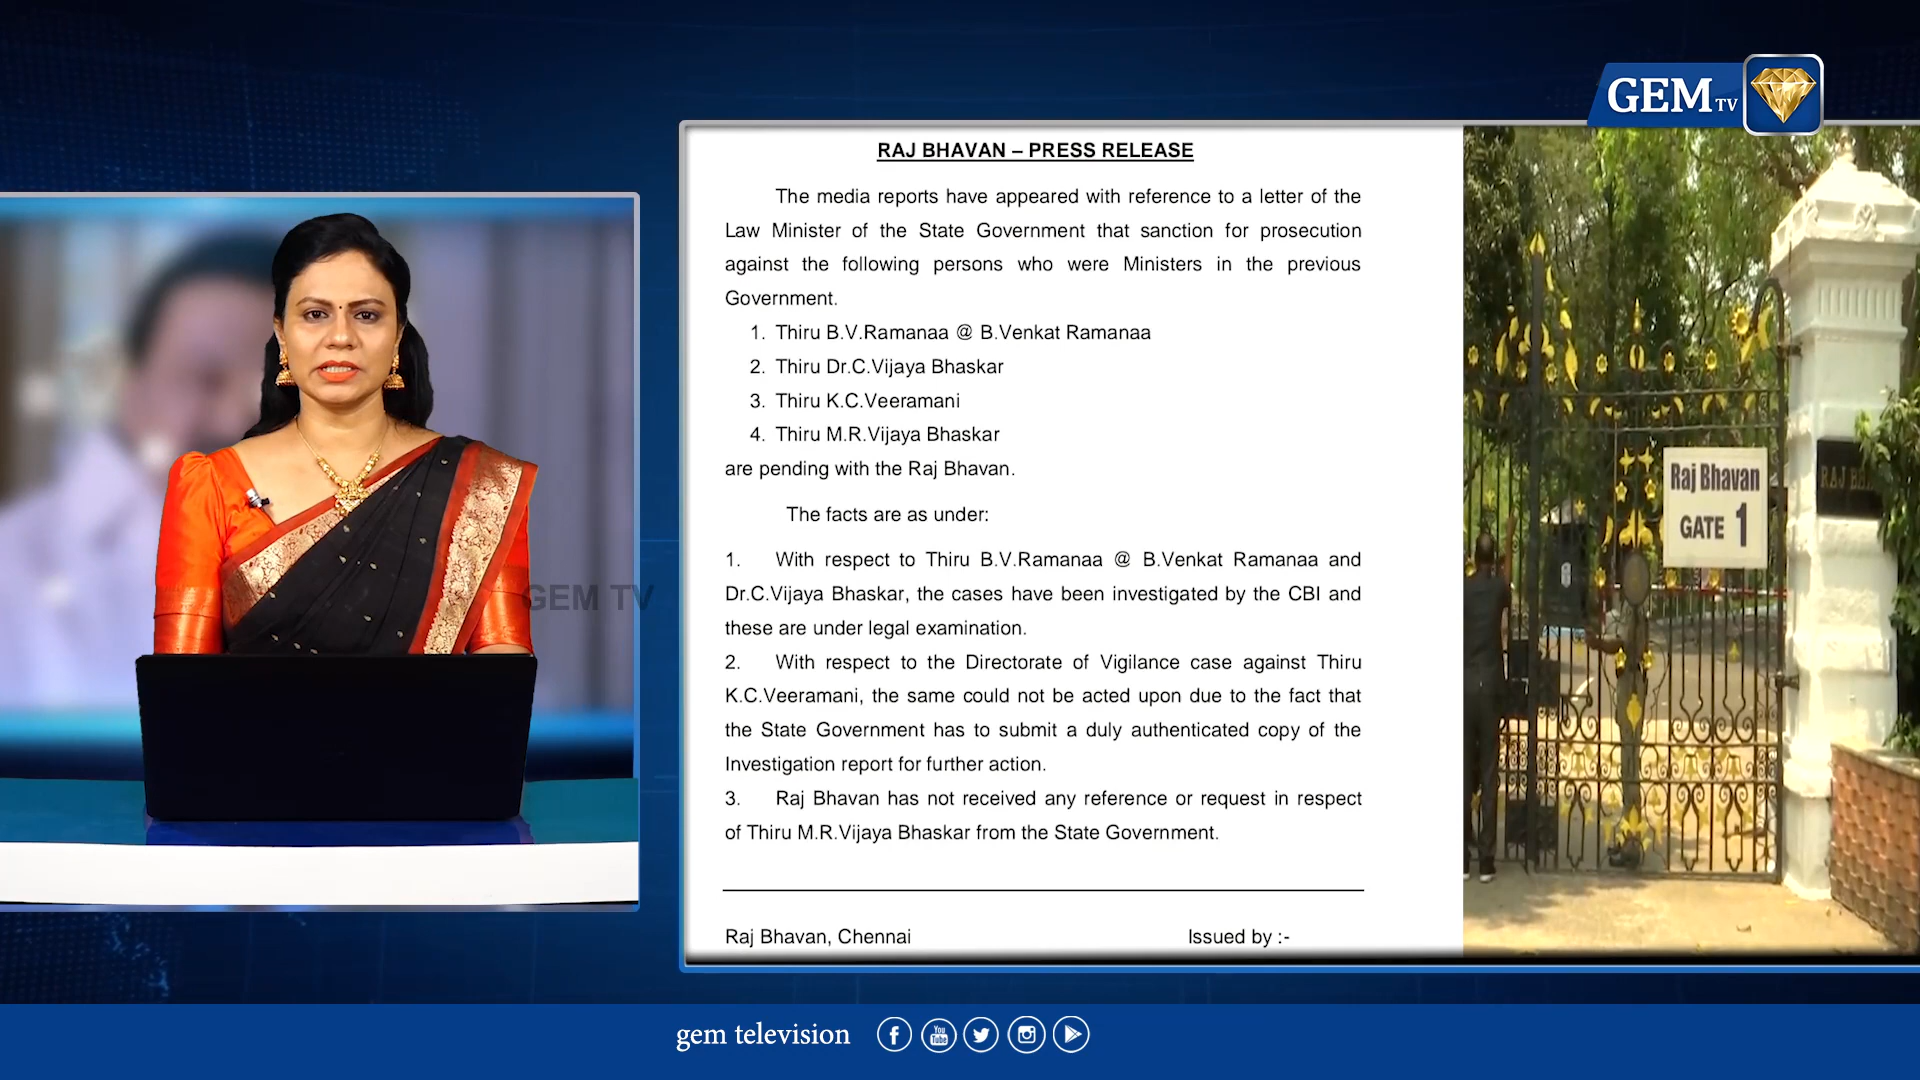 GEM TV
RAJ BHAVAN – PRESS RELEASE
The media reports have appeared with reference to a letter of the
Law Minister of the State Government that sanction for prosecution
against the following persons who were Ministers in the previous
Government.
1. Thiru B.V.Ramanaa @ B.Venkat Ramanaa
2. Thiru Dr.C.Vijaya Bhaskar
3. Thiru K.C.Veeramani
4. Thiru M.R.Vijaya Bhaskar
are pending with the Raj Bhavan.
The facts are as under:
1. With respect to Thiru B.V.Ramanaa @ B.Venkat Ramanaa and
Dr.C.Vijaya Bhaskar, the cases have been investigated by the CBI and
these are under legal examination.
2. With respect to the Directorate of Vigilance case against Thiru
K.C.Veeramani, the same could not be acted upon due to the fact that
the State Government has to submit a duly authenticated copy of the
Investigation report for further action.
3. Raj Bhavan has not received any reference or request in respect
of Thiru M.R.Vijaya Bhaskar from the State Government.
Raj Bhavan, Chennai Issued by :-
Raj Bhavan
GATE 1
RAJ
GEM TV
gem television
You
Tube